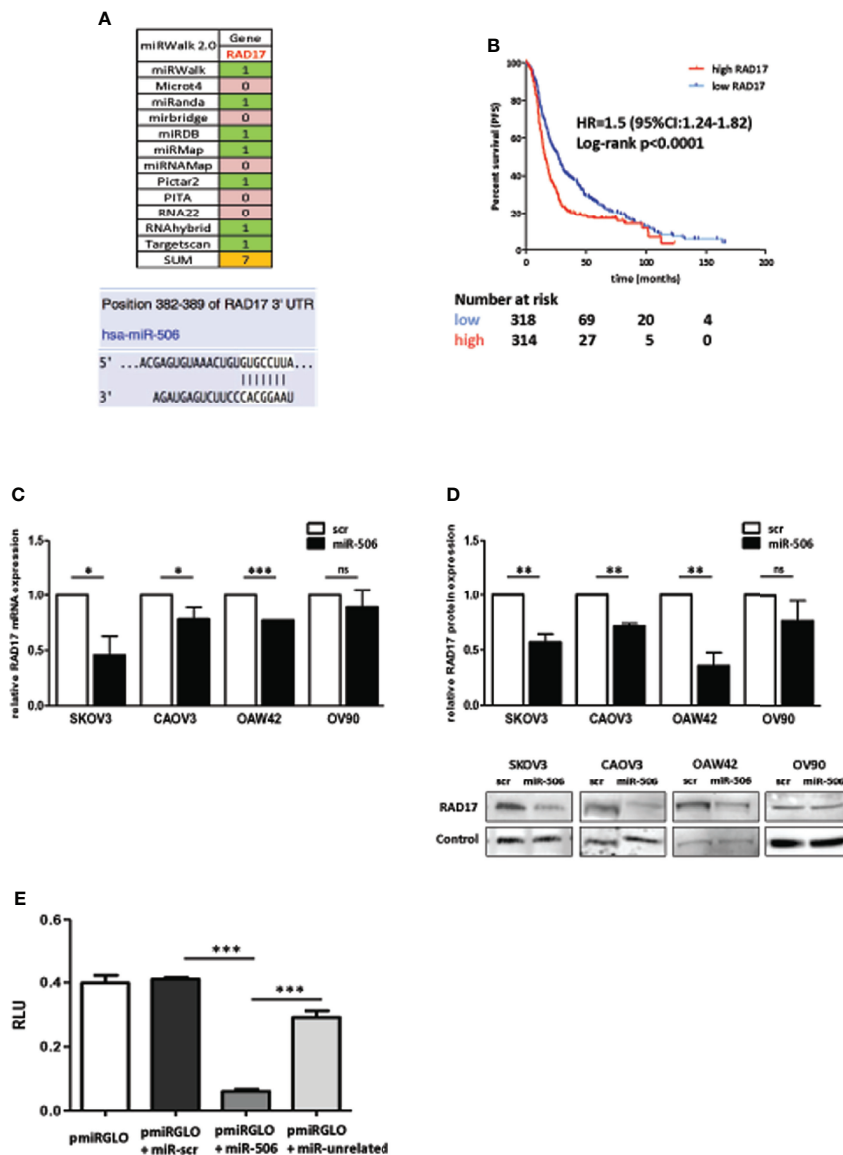 A
miRWalk 2.0 Gene
RAD17
miRWalk 1
Microt4 0
miRanda 1
mirbridge 0
miRDB 1
miRMap 1
miRNAMap 0
Pictar2 1
PITA 0
RNA22 0
RNAhybrid 1
Targetscan 1
SUM 7
Position 382-389 of RAD17 3' UTR
hsa-miR-506
5' ...ACGAGUGUAAACUGUGUGCCUUA...
3' AGAUGAGUCUUCCCACGGAAU
B
high RAD17
low RAD17
HR=1.5 (95%CI:1.24-1.82)
Log-rank p<0.0001
Percent survival (PFS)
100
80
60
40
20
0
0 50 100 150 200
time (months)
Number at risk
low 318 69 20 4
high 314 27 5 0
C
scr
miR-506
relative RAD17 mRNA expression
1.5
1.0
0.5
0.0
* * *** ns
SKOV3 CAOV3 OAW42 OV90
D
scr
miR-506
relative RAD17 protein expression
1.5
1.0
0.5
0.0
** ** ** ns
SKOV3 CAOV3 OAW42 OV90
SKOV3 CAOV3 OAW42 OV90
scr miR-506 scr miR-506 scr miR-506 scr miR-506
RAD17
Control
E
RLU
0.6
0.4
0.2
0.0
***
***
pmiRGLO
pmiRGLO + miR-scr
pmiRGLO + miR-506
pmiRGLO + miR-unrelated